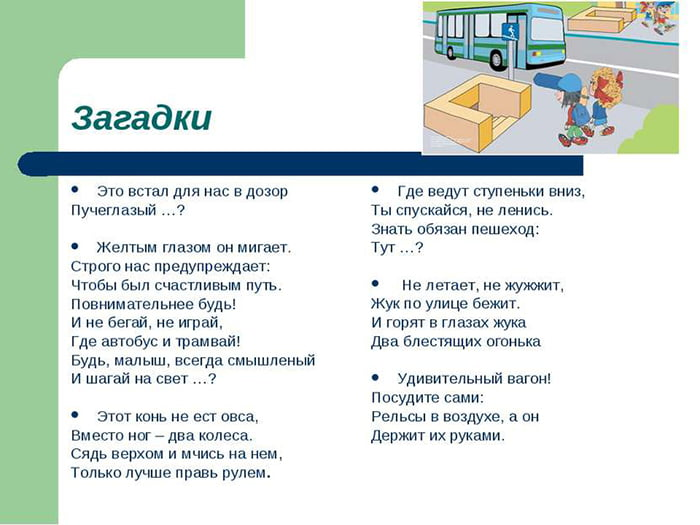 Загадки
• Это встал для нас в дозор
Пучеглазый …?
• Желтым глазом он мигает.
Строго нас предупреждает:
Чтобы был счастливым путь.
Повнимательнее будь!
И не бегай, не играй,
Где автобус и трамвай!
Будь, малыш, всегда смышленый
И шагай на свет …?
• Этот конь не ест овса,
Вместо ног – два колеса.
Сядь верхом и мчись на нем,
Только лучше правь рулем.
• Где ведут ступеньки вниз,
Ты спускайся, не ленись.
Знать обязан пешеход:
Тут …?
• Не летает, не жужжит,
Жук по улице бежит.
И горят в глазах жука
Два блестящих огонька
• Удивительный вагон!
Посудите сами:
Рельсы в воздухе, а он
Держит их руками.